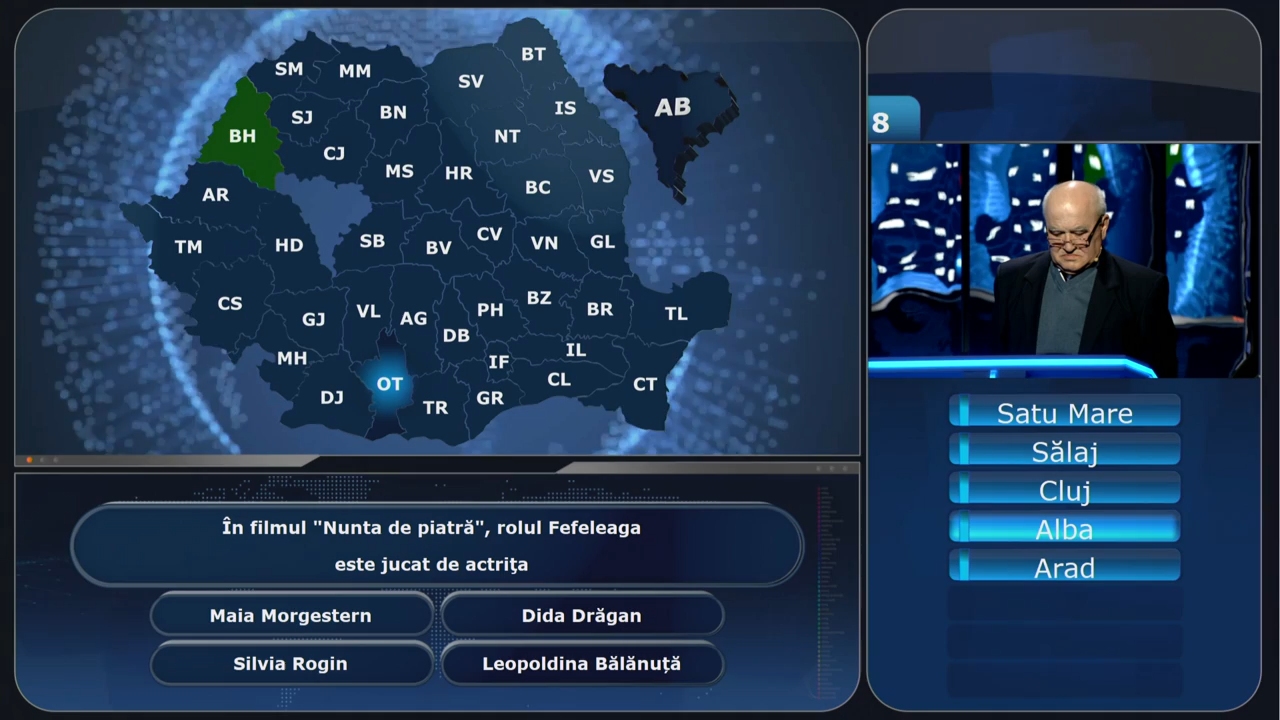 BT
SM
MM
SV
AB
BN
IS
SJ
BH
NT
CJ
MS
HR
VS
BC
AR
CV
SB
VN
GL
TM
HD
BV
BZ
CS
VL
PH
BR
TL
GJ
AG
DB
IL
MH
IF
CL
OT
CT
DJ
GR
TR
În filmul "Nunta de piatră", rolul Fefeleaga
este jucat de actriţa
Maia Morgestern
Dida Drăgan
Silvia Rogin
Leopoldina Bălănuță
8
Satu Mare
Sălaj
Cluj
Alba
Arad